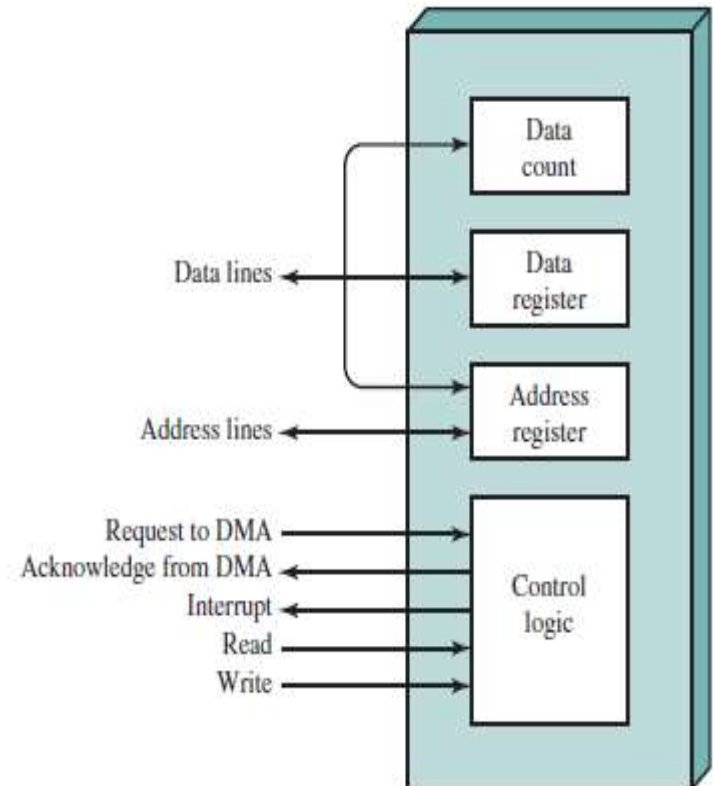 Data
count
Data lines
Data
register
Address
register
Address lines
Request to DMA
Acknowledge from DMA
Interrupt
Read
Write
Control
logic